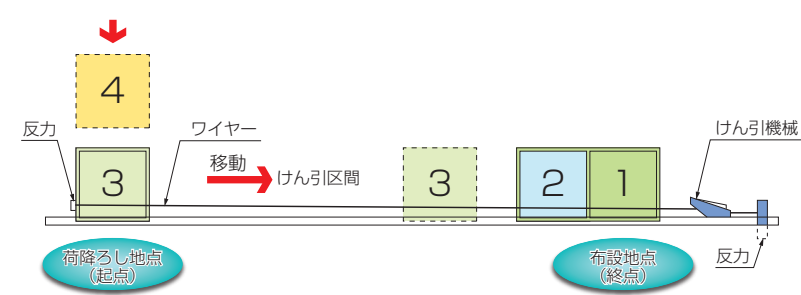 4
反力
ワイヤー
けん引機械
3
移動
けん引区間
3
2
1
荷降ろし地点
(起点)
布設地点
(終点)
反力